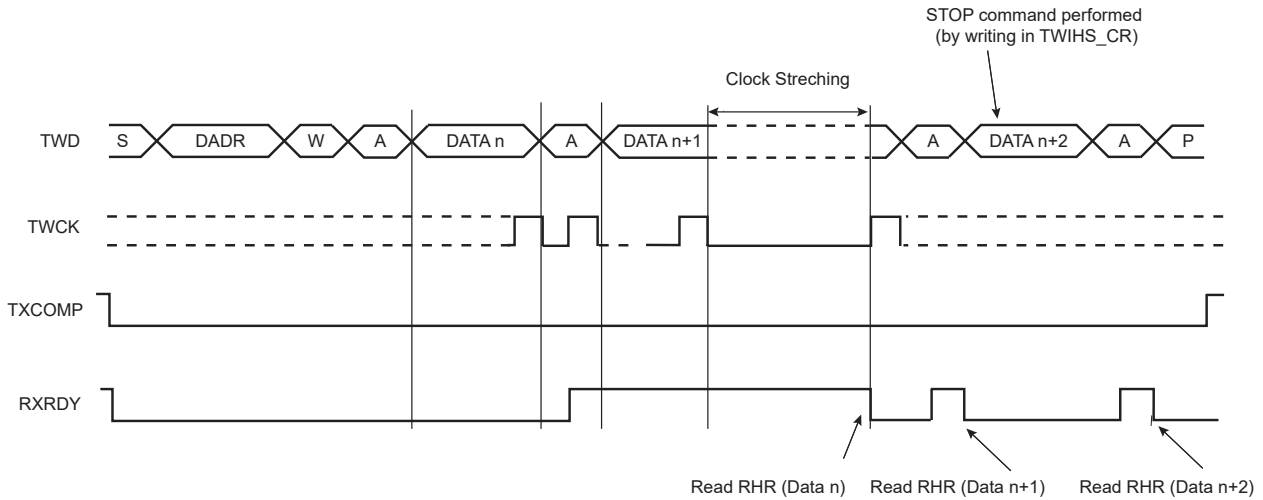 STOP command performed
(by writing in TWIHS_CR)
Clock Streching
TWD S DADR W A DATA n A DATA n+1 A DATA n+2 A P
TWCK
TXCOMP
RXRDY
Read RHR (Data n) Read RHR (Data n+1) Read RHR (Data n+2)